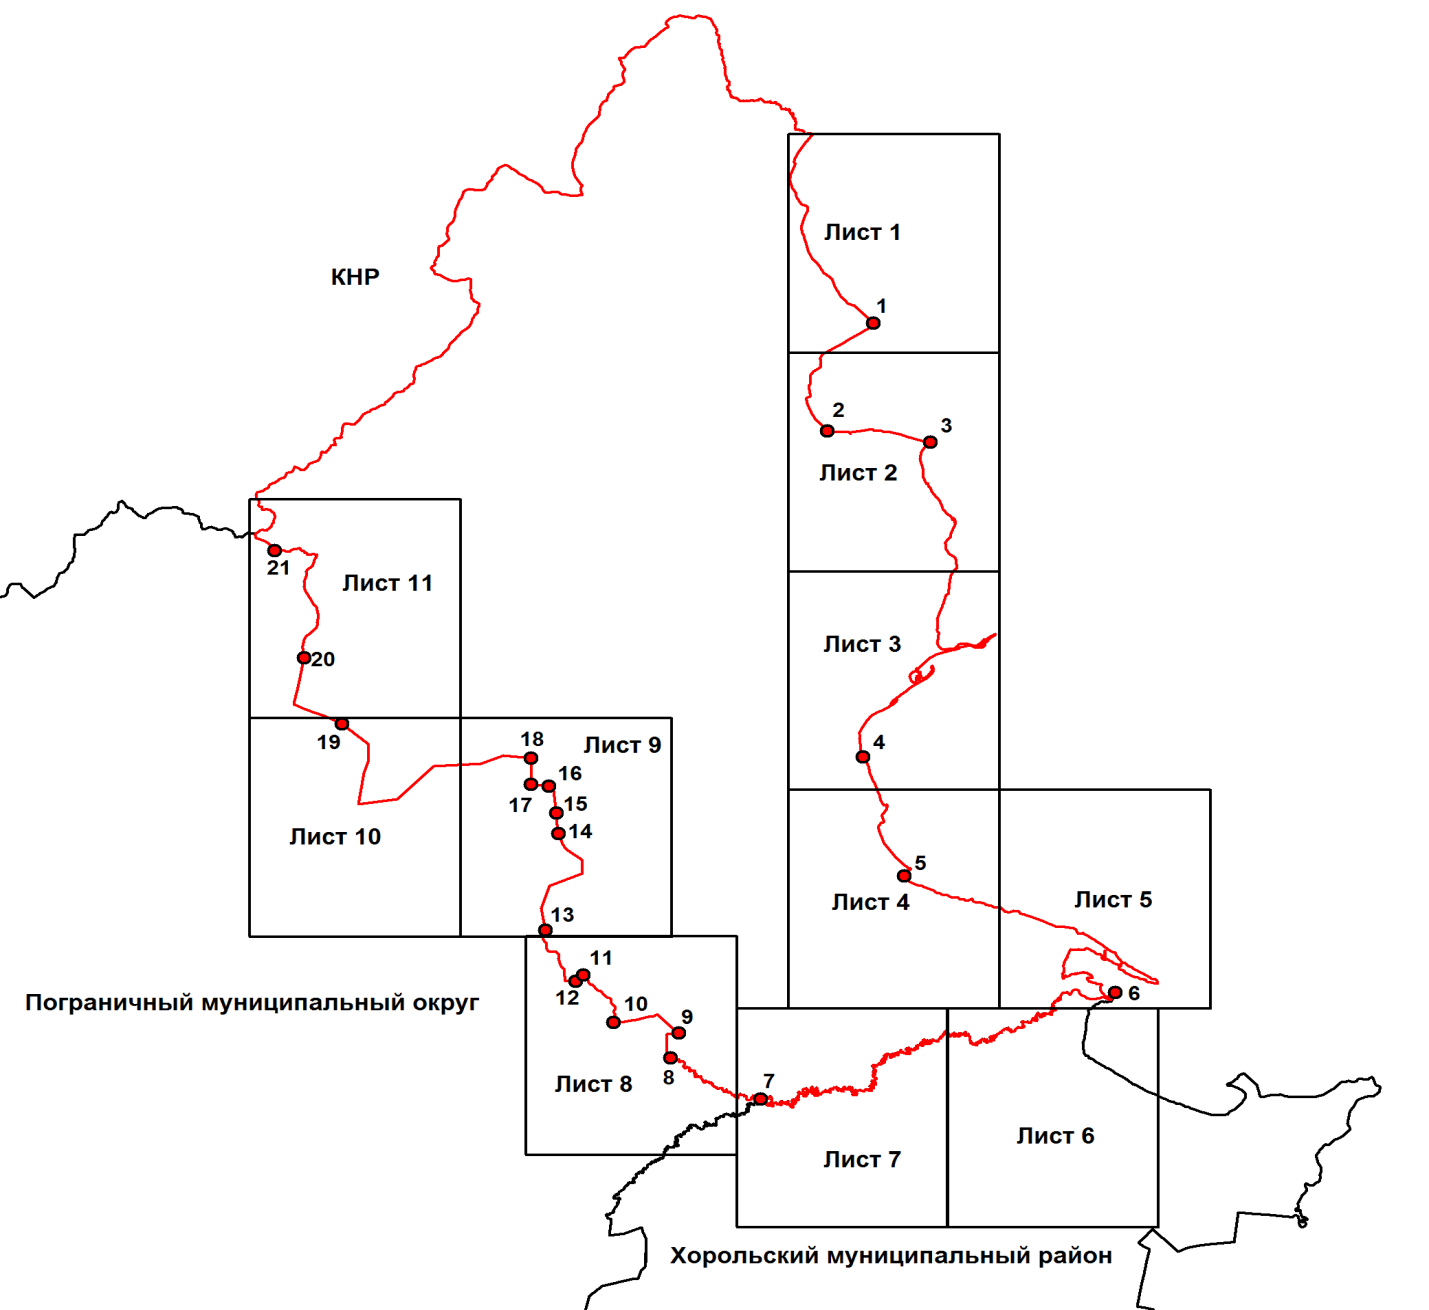 Лист 1
КНР
1
2
3
Лист 2
21
Лист 11
Лист 3
20
19
18
Лист 9
4
16
17
15
14
Лист 10
5
Лист 4
Лист 5
13
11
12
6
Пограничный муниципальный округ
10
9
8
7
Лист 8
Лист 6
Лист 7
Хорольский муниципальный район